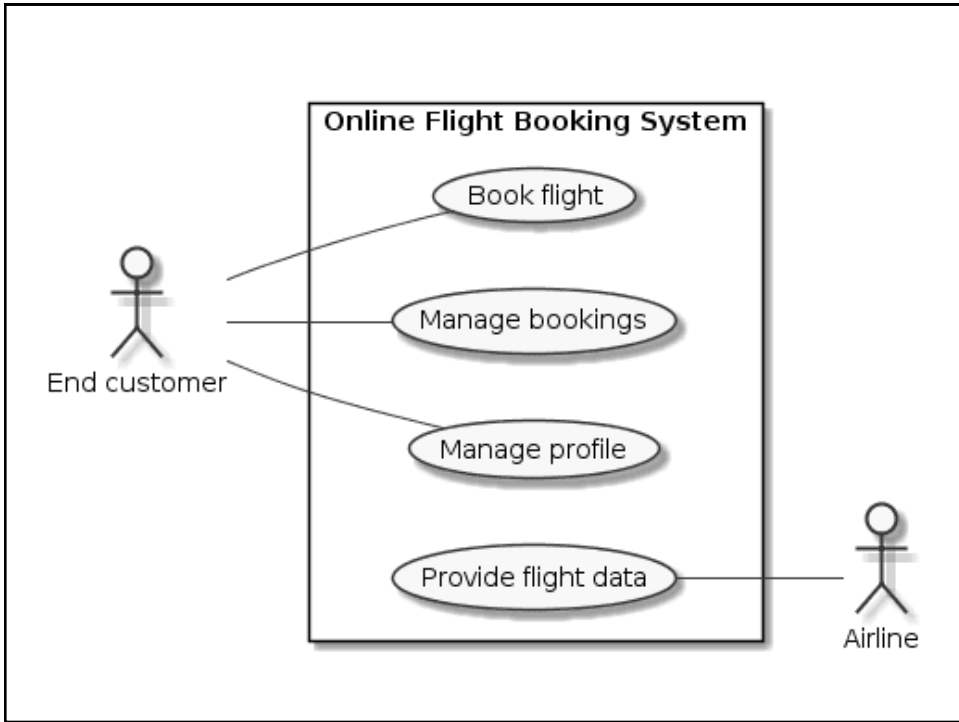 Online Flight Booking System
Book flight
Manage bookings
End customer
Manage profile
Provide flight data
Airline